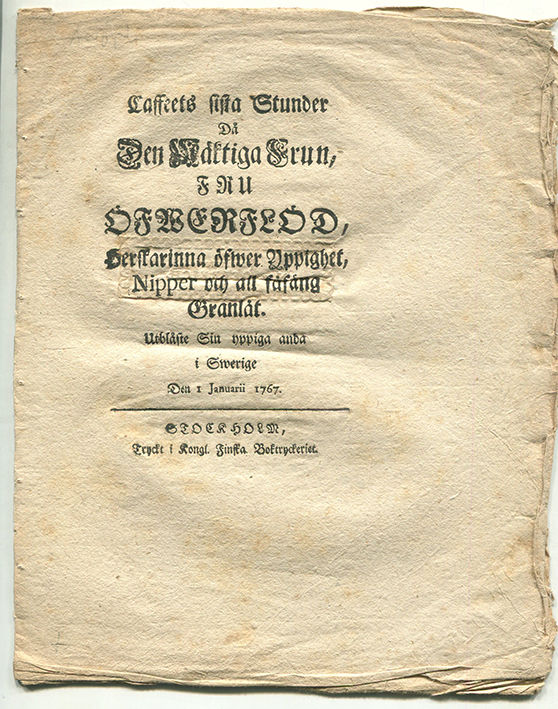 Caffeets sista Stunder
Då
Den Mäktiga Frun,
FRU
ÖFWERFLÖD,
Herskarinna öfwer Yppighet,
Nipper och all fåfäng
Granlåt.
Utblåste Sin yppiga anda
i Swerige
Den 1 Januarii 1767.
STOCKHOLM,
Tryckt i Kongl. Finska Boktryckeriet.